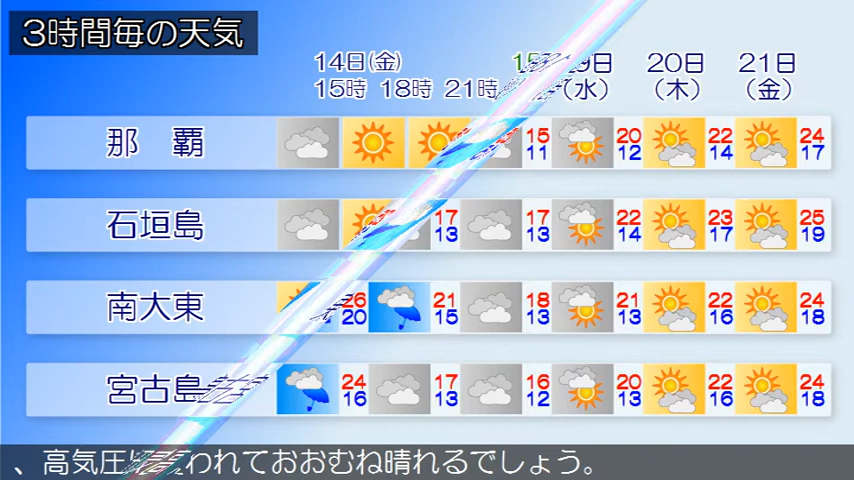 3時間毎の天気
14日(金)
15時 18時 21時
9日 20日 21日
(水) (木) (金)
那 覇 15 11 20 12 22 14 24 17
石垣島 17 13 17 13 22 14 23 17 25 19
南大東 26 20 21 15 18 13 21 13 22 16 24 18
宮古島 24 16 17 13 16 12 20 13 22 16 24 18
、高気圧 われておおむね晴れるでしょう。